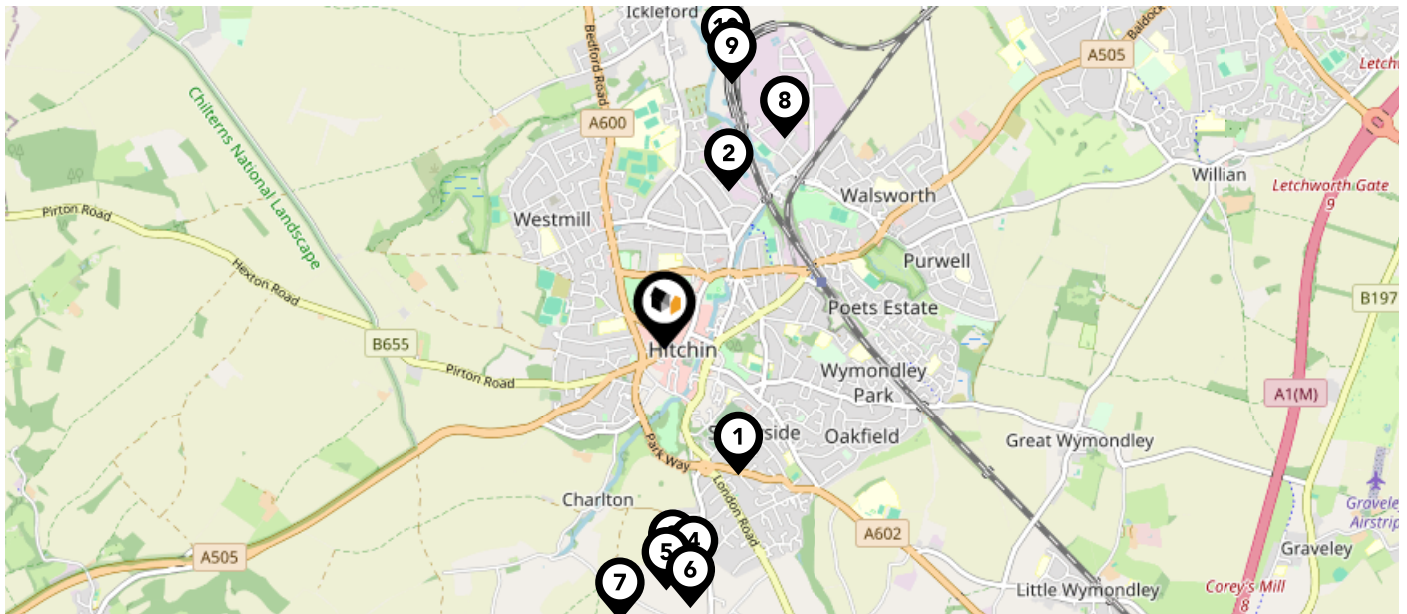 Ickleford
Bedford Road
Baldock
A505
9
Letchw
8
A600
10
2
Willian
Letchworth Gate
9
Chilterns National Landscape
Walsworth
Pirton Road
Westmill
Purwell
Hexton Road
B197
Poets Estate
B655
Hitchin
Wymondley
Park
Pirton Road
A1(M)
1
Oakfield
Great Wymondley
Park Way
London Road
Charlton
Airstrip
A602
4
5
Graveley
A505
6
7
Little Wymondley
Corey's Mill
8